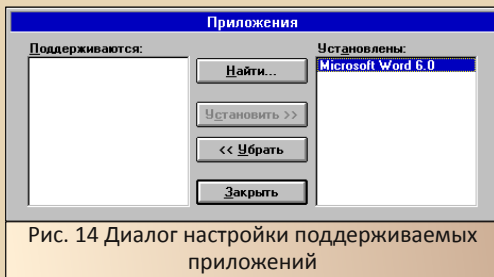 Приложения
Поддерживаются:
Установлены:
Microsoft Word 6.0
Найти...
Установить >>
<< Убрать
Закрыть
Рис. 14 Диалог настройки поддерживаемых
приложений